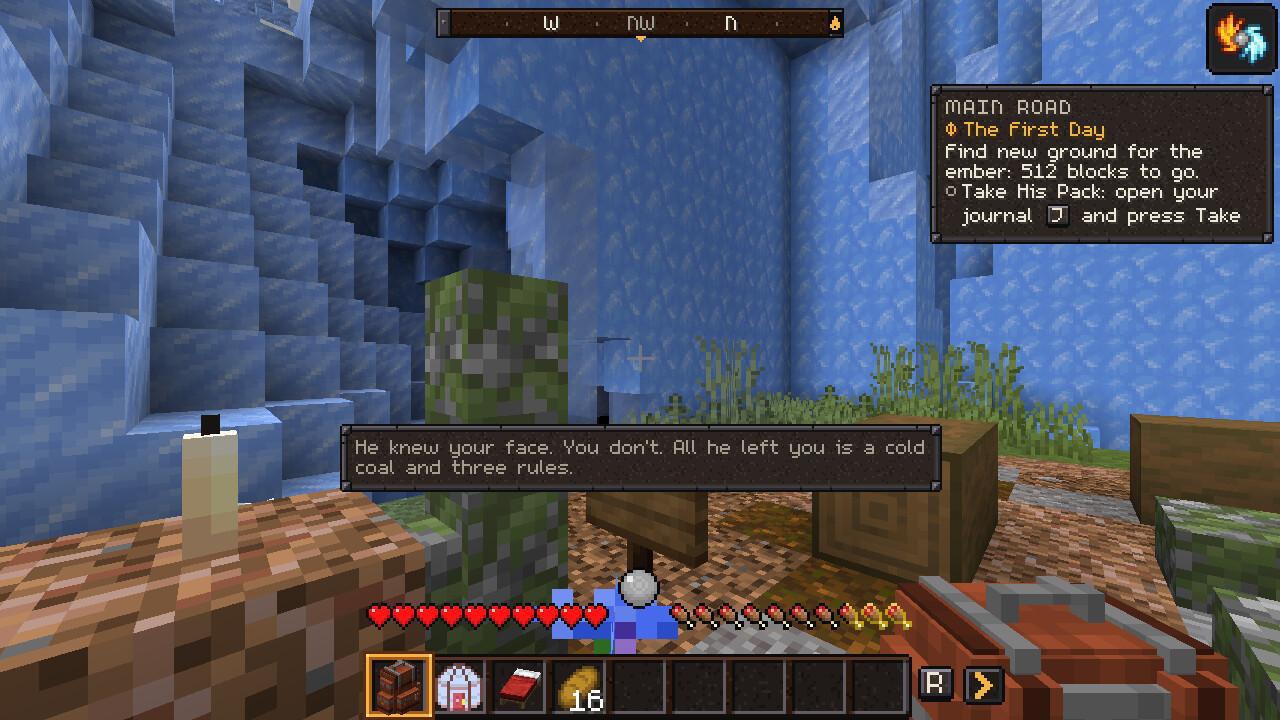 W NW N
MAIN ROAD
The First Day
Find new ground for the
ember: 512 blocks to go.
Take His Pack: open your
journal J and press Take
He knew your face. You don't. All he left you is a cold
coal and three rules.
16
R